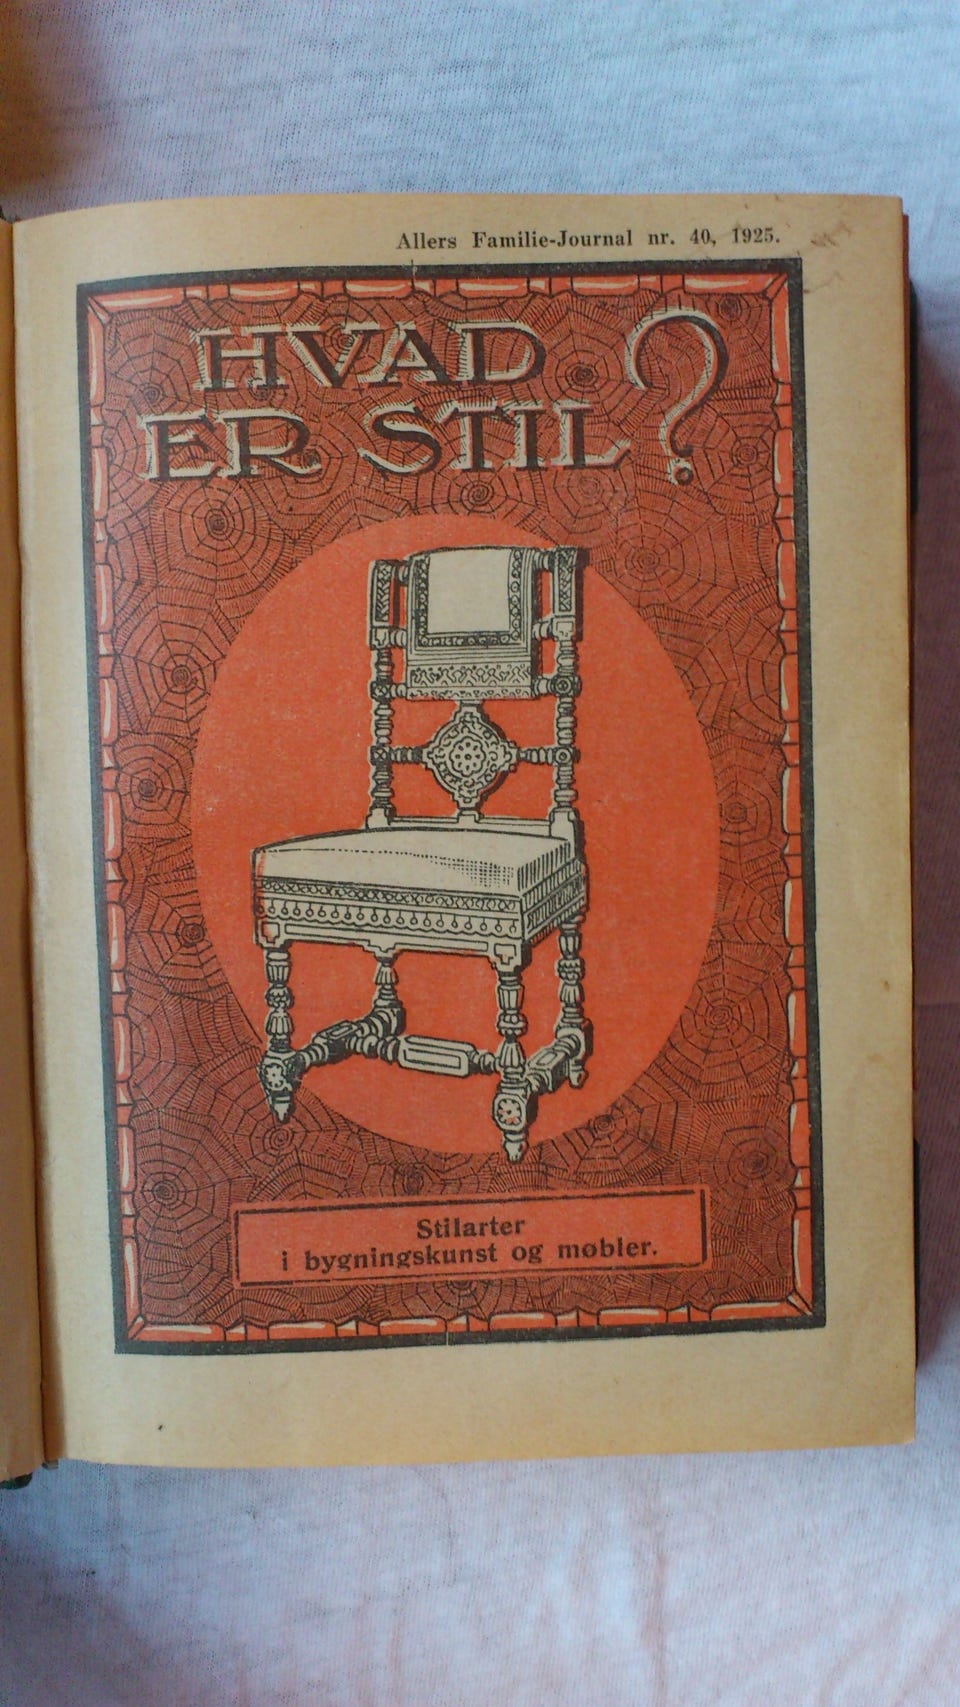 Allers Familie-Journal nr. 40, 1925.
HVAD
ER STIL?
Stilarter
i bygningskunst og møbler.